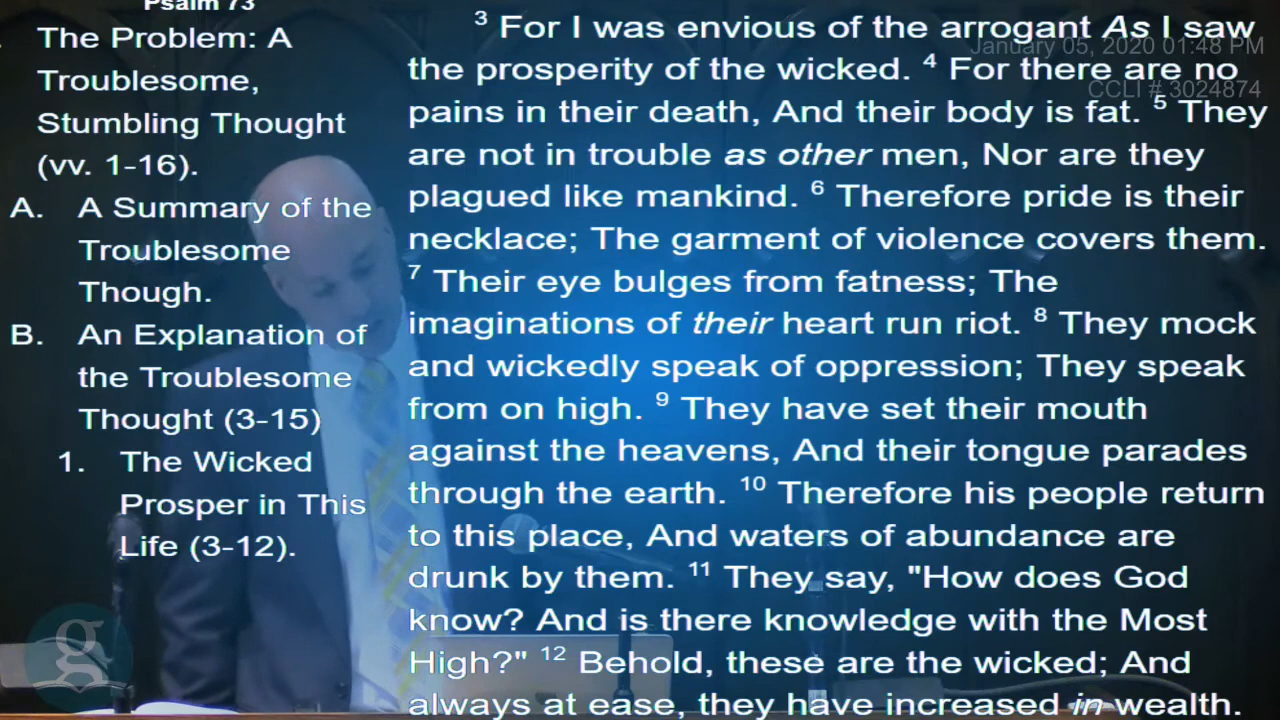 Psalm 73
The Problem: A
Troublesome,
Stumbling Thought
(vv. 1-16).
A. A Summary of the
Troublesome
Though.
B. An Explanation of
the Troublesome
Thought (3-15)
1. The Wicked
Prosper in This
Life (3-12).
3 For I was envious of the arrogant As I saw
the prosperity of the wicked. 4 For there are no
pains in their death, And their body is fat. 5 They
are not in trouble as other men, Nor are they
plagued like mankind. 6 Therefore pride is their
necklace; The garment of violence covers them.
7 Their eye bulges from fatness; The
imaginations of their heart run riot. 8 They mock
and wickedly speak of oppression; They speak
from on high. 9 They have set their mouth
against the heavens, And their tongue parades
through the earth. 10 Therefore his people return
to this place, And waters of abundance are
drunk by them. 11 They say, "How does God
know? And is there knowledge with the Most
High?" 12 Behold, these are the wicked; And
always at ease, they have increased in wealth.
January 05, 2020 01:48 PM
CCLI # 3024874
g